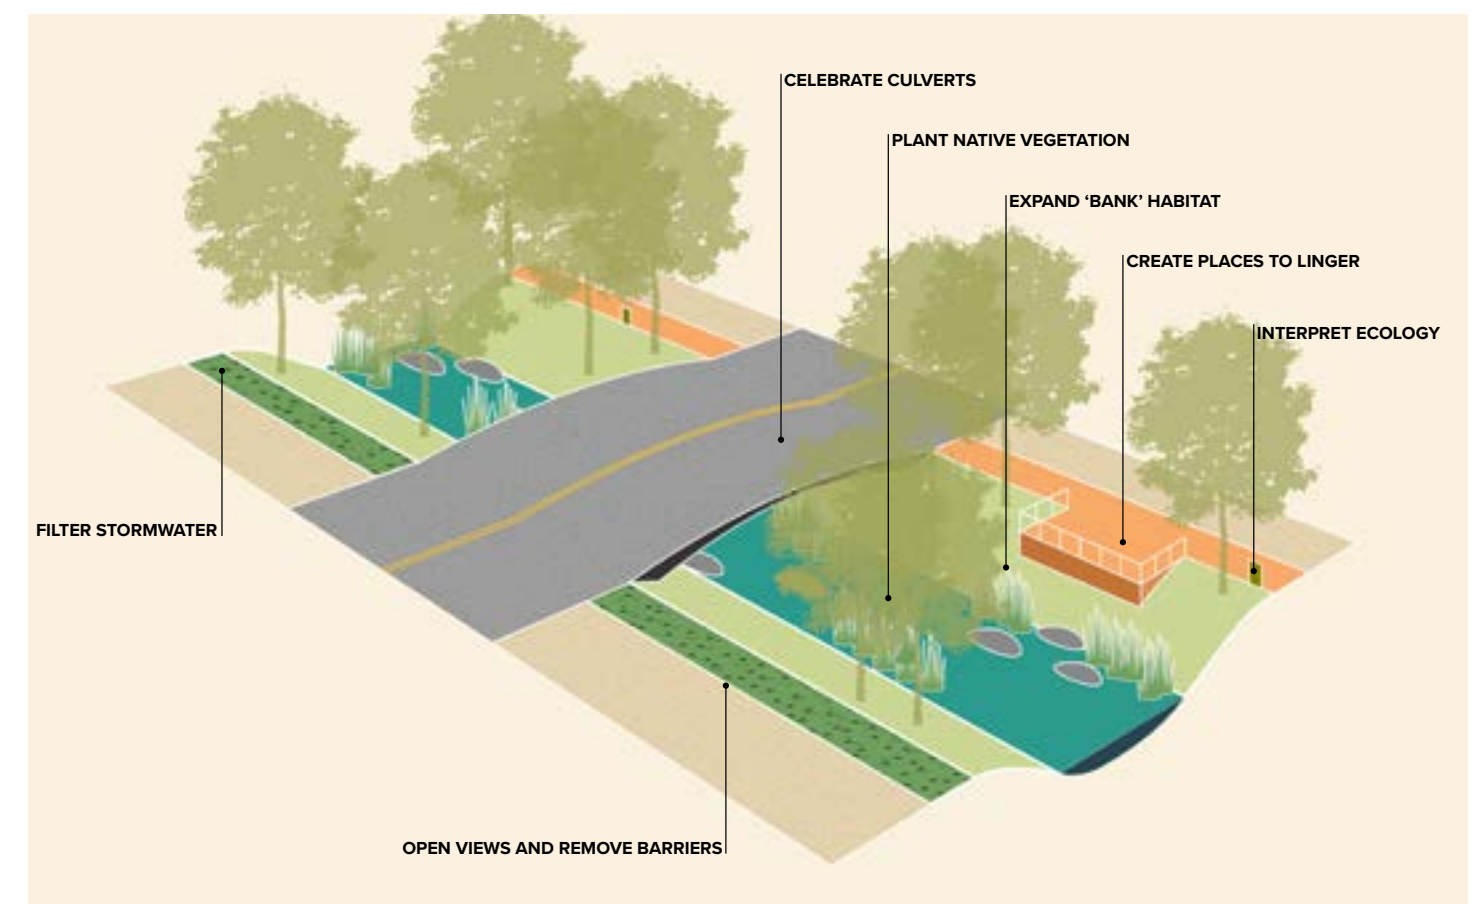 CELEBRATE CULVERTS
PLANT NATIVE VEGETATION
EXPAND ‘BANK’ HABITAT
CREATE PLACES TO LINGER
INTERPRET ECOLOGY
FILTER STORMWATER
OPEN VIEWS AND REMOVE BARRIERS